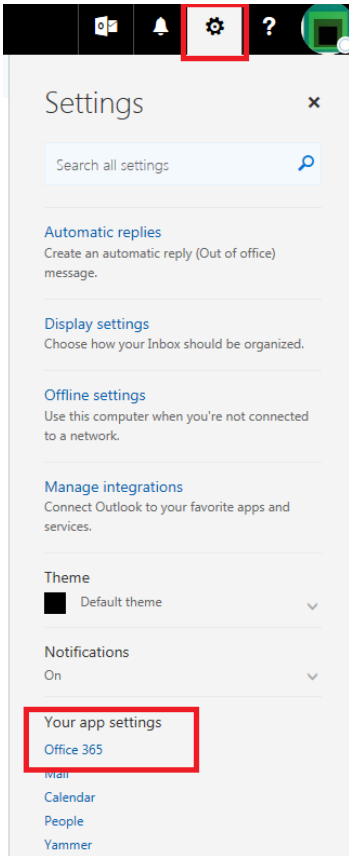 ?
Settings
Search all settings
Automatic replies
Create an automatic reply (Out of office)
message.
Display settings
Choose how your Inbox should be organized.
Offline settings
Use this computer when you're not connected
to a network.
Manage integrations
Connect Outlook to your favorite apps and
services.
Theme
Default theme
Notifications
On
Your app settings
Office 365
Mail
Calendar
People
Yammer